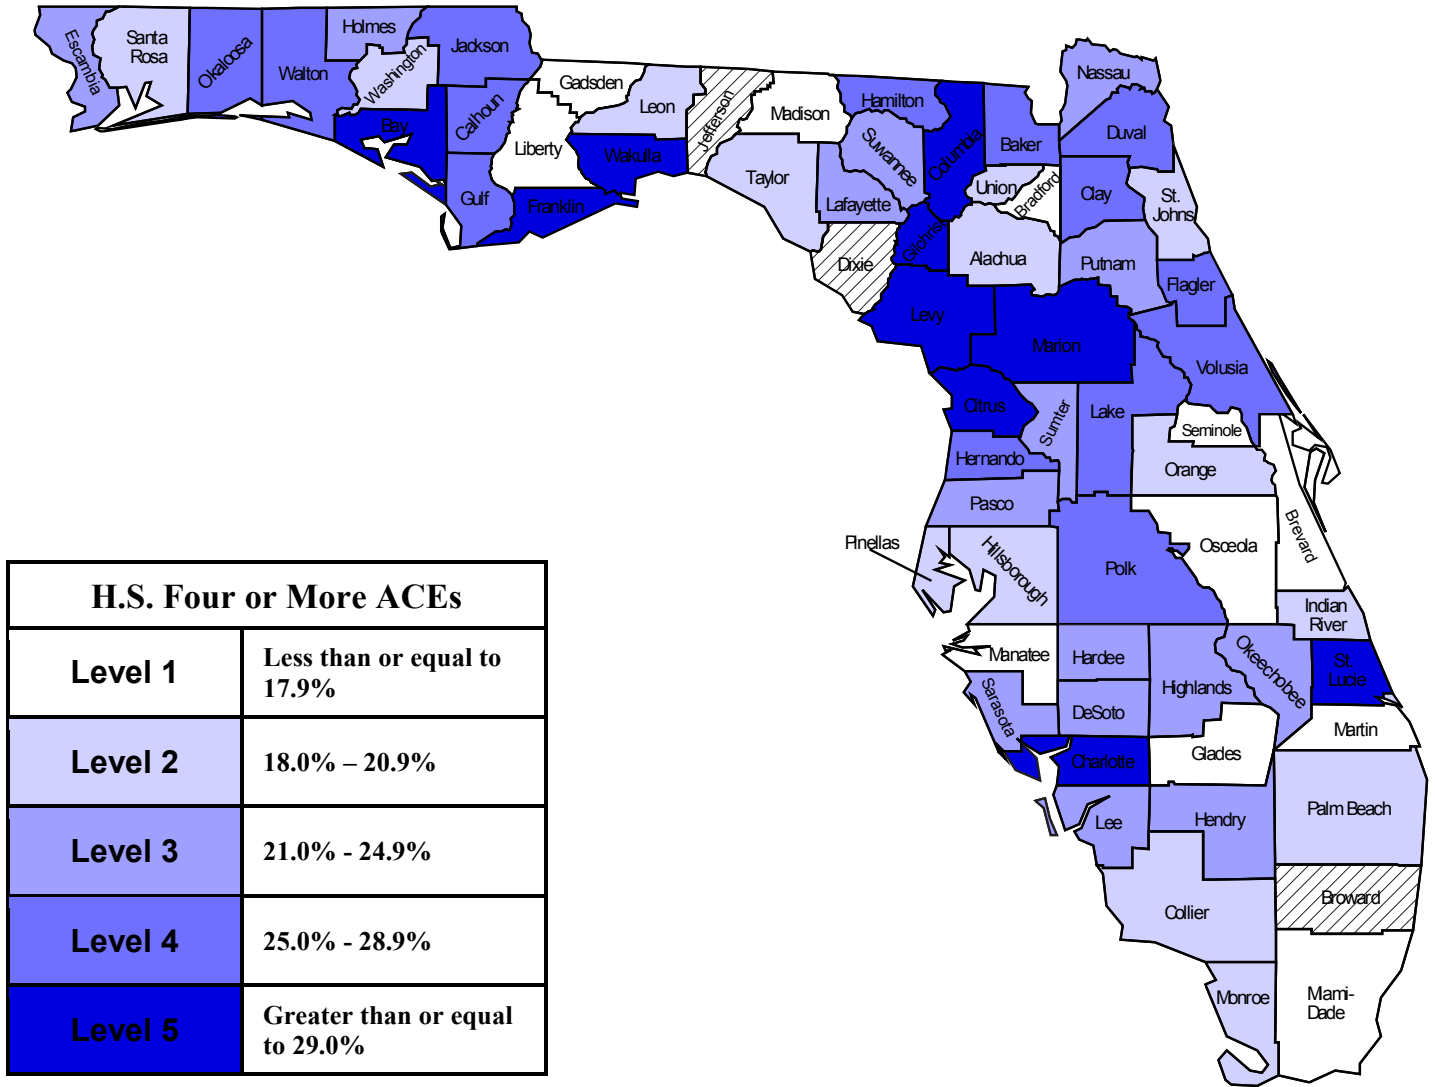 Escambia
Santa
Rosa
Okaloosa
Walton
Holmes
Washington
Jackson
Bay
Calhoun
Gulf
Gadsden
Liberty
Franklin
Leon
Wakulla
Jefferson
Madison
Taylor
Hamilton
Suwannee
Lafayette
Dixie
Columbia
Gilchrist
Baker
Union
Bradford
Alachua
Nassau
Duval
Clay
St.
Johns
Putnam
Flagler
Levy
Marion
Volusia
Citrus
Sumter
Lake
Seminole
Orange
Hernando
Pasco
Pinellas
Hillsborough
Polk
Osceola
Brevard
Indian
River
Manatee
Hardee
Highlands
Okeechobee
St.
Lucie
Sarasota
DeSoto
Martin
Charlotte
Glades
Lee
Hendry
Palm Beach
Collier
Broward
Monroe
Miami-
Dade
H.S. Four or More ACEs
Level 1
Less than or equal to
17.9%
Level 2
18.0% – 20.9%
Level 3
21.0% - 24.9%
Level 4
25.0% - 28.9%
Level 5
Greater than or equal
to 29.0%